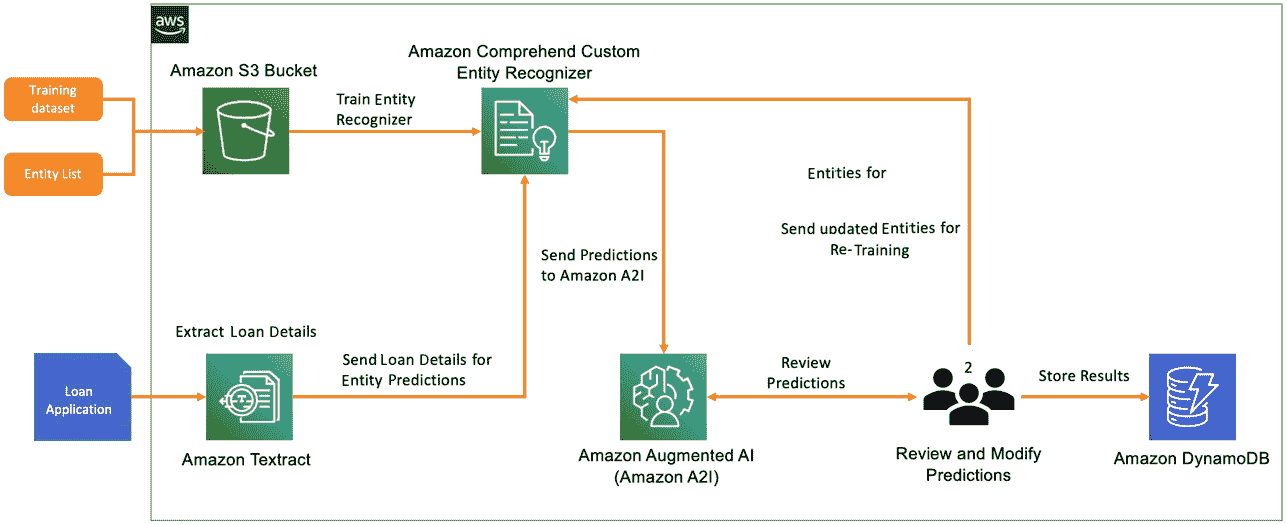 aws
Amazon S3 Bucket
Amazon Comprehend Custom
Entity Recognizer
Training
dataset
Entity List
Train Entity
Recognizer
Entities for
Send updated Entities for
Re-Training
Send Predictions
to Amazon A2I
Extract Loan Details
Loan
Application
Send Loan Details for
Entity Predictions
Amazon Textract
Review
Predictions
2
Store Results
Amazon Augmented AI
(Amazon A2I)
Review and Modify
Predictions
Amazon DynamoDB